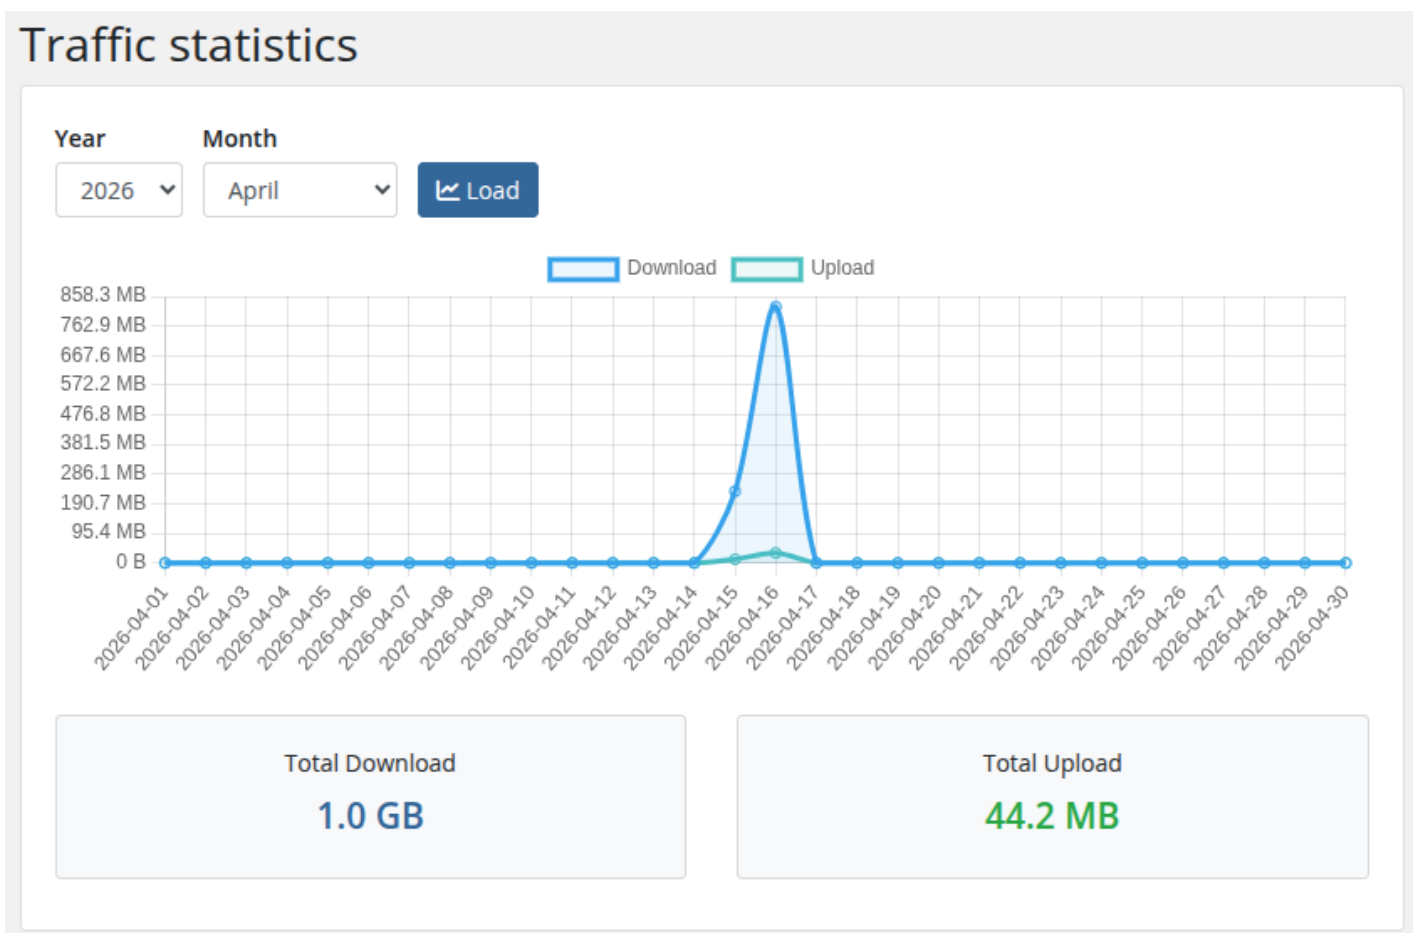 Traffic statistics
Year Month
2026 April Load
Download Upload
858.3 MB
762.9 MB
667.6 MB
572.2 MB
476.8 MB
381.5 MB
286.1 MB
190.7 MB
95.4 MB
0 B
2026-04-01 2026-04-02 2026-04-03 2026-04-04 2026-04-05 2026-04-06 2026-04-07 2026-04-08 2026-04-09 2026-04-10 2026-04-11 2026-04-12 2026-04-13 2026-04-14 2026-04-15 2026-04-16 2026-04-17 2026-04-18 2026-04-19 2026-04-20 2026-04-21 2026-04-22 2026-04-23 2026-04-24 2026-04-25 2026-04-26 2026-04-27 2026-04-28 2026-04-29 2026-04-30
Total Download Total Upload
1.0 GB 44.2 MB